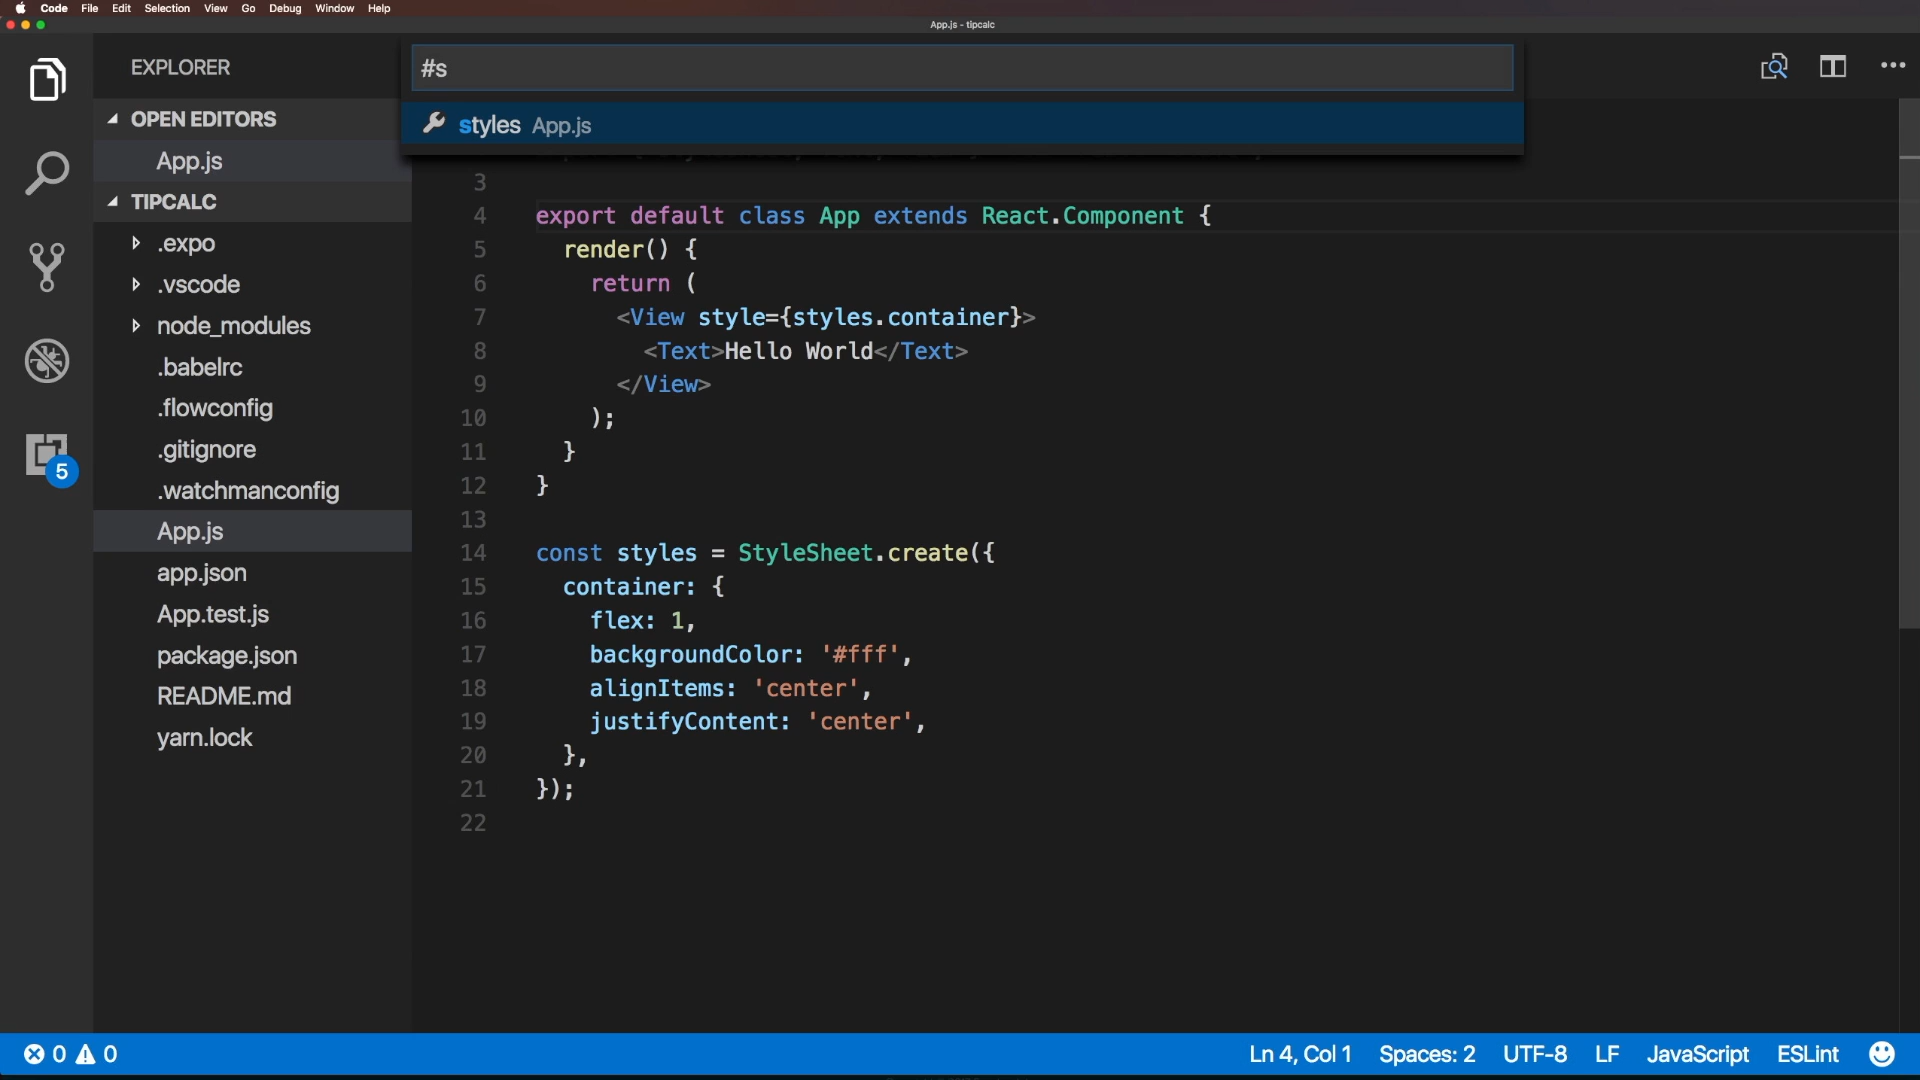 Code File Edit Selection View Go Debug Window Help
App.js - tipcalc
EXPLORER
#s
OPEN EDITORS
styles App.js
App.js
TIPCALC
.expo
.vscode
node_modules
.babelrc
.flowconfig
.gitignore
.watchmanconfig
App.js
app.json
App.test.js
package.json
README.md
yarn.lock
5
3
4 export default class App extends React.Component {
5 render() {
6 return (
7 <View style={styles.container}>
8 <Text>Hello World</Text>
9 </View>
10 );
11 }
12 }
13
14 const styles = StyleSheet.create({
15 container: {
16 flex: 1,
17 backgroundColor: '#fff',
18 alignItems: 'center',
19 justifyContent: 'center',
20 },
21 });
22
0 0 Ln 4, Col 1 Spaces: 2 UTF-8 LF JavaScript ESLint